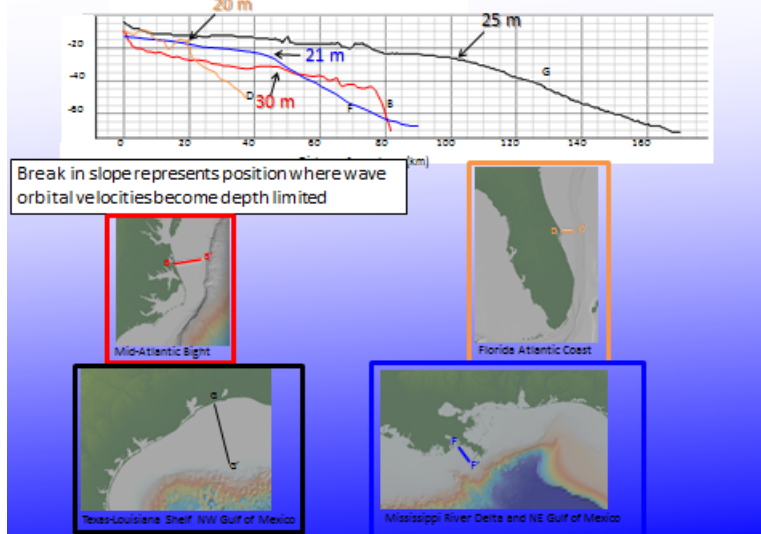 20 m
25 m
-20
21 m
-40
G
D
30 m
F
B
-60
0
20
40
60
80
100
120
140
160
(km)
Break in slope represents position where wave
orbital velocities become depth limited
D
B
B'
Mid-Atlantic Bight
Florida Atlantic Coast
G
G'
F
F'
Texas-Louisiana Shelf NW Gulf of Mexico
Mississippi River Delta and NE Gulf of Mexico